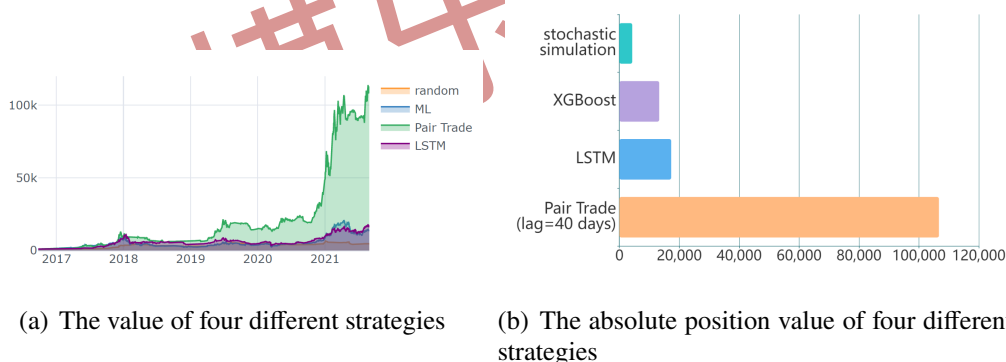 100k
50k
0
2017
2018
2019
2020
2021
random
ML
Pair Trade
LSTM
stochastic
simulation
XGBoost
LSTM
Pair Trade
(lag=40 days)
0
20,000
40,000
60,000
80,000
100,000
120,000
(a) The value of four different strategies
(b) The absolute position value of four differen
strategies